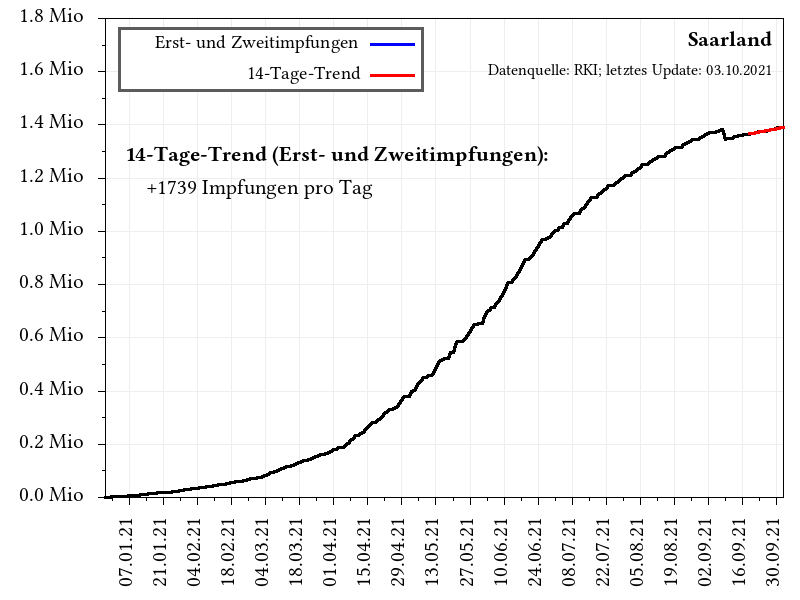 1.8 Mio
1.6 Mio
1.4 Mio
1.2 Mio
1.0 Mio
0.8 Mio
0.6 Mio
0.4 Mio
0.2 Mio
0.0 Mio
Erst- und Zweitimpfungen
14-Tage-Trend
Saarland
Datenquelle: RKI; letztes Update: 03.10.2021
14-Tage-Trend (Erst- und Zweitimpfungen):
+1739 Impfungen pro Tag
07.01.21
21.01.21
04.02.21
18.02.21
04.03.21
18.03.21
01.04.21
15.04.21
29.04.21
13.05.21
27.05.21
10.06.21
24.06.21
08.07.21
22.07.21
05.08.21
19.08.21
02.09.21
16.09.21
30.09.21